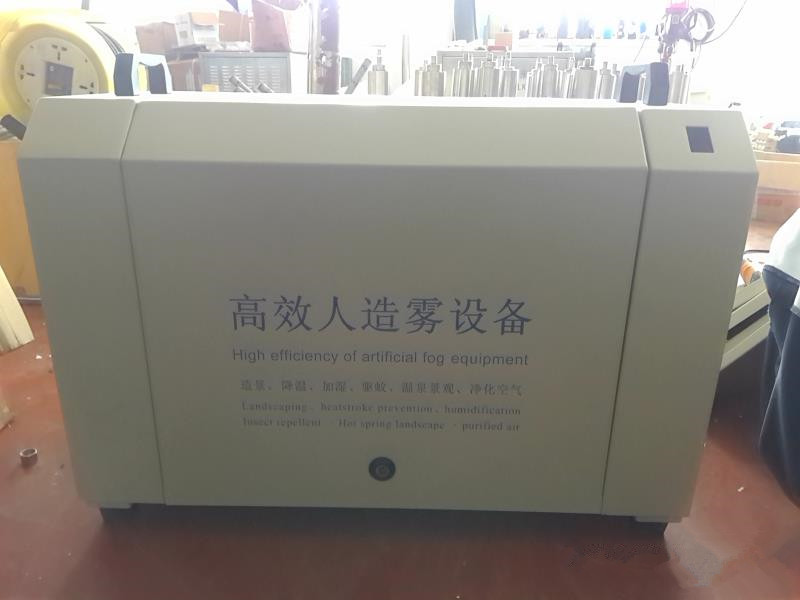 高效人造雾设备
High efficiency of artificial fog equipment
造景、降温、加湿、驱蚊、温泉景观、净化空气
Landscaping 、heatstroke prevention 、humidification
Insect repellent · Hot spring landscape · purified air